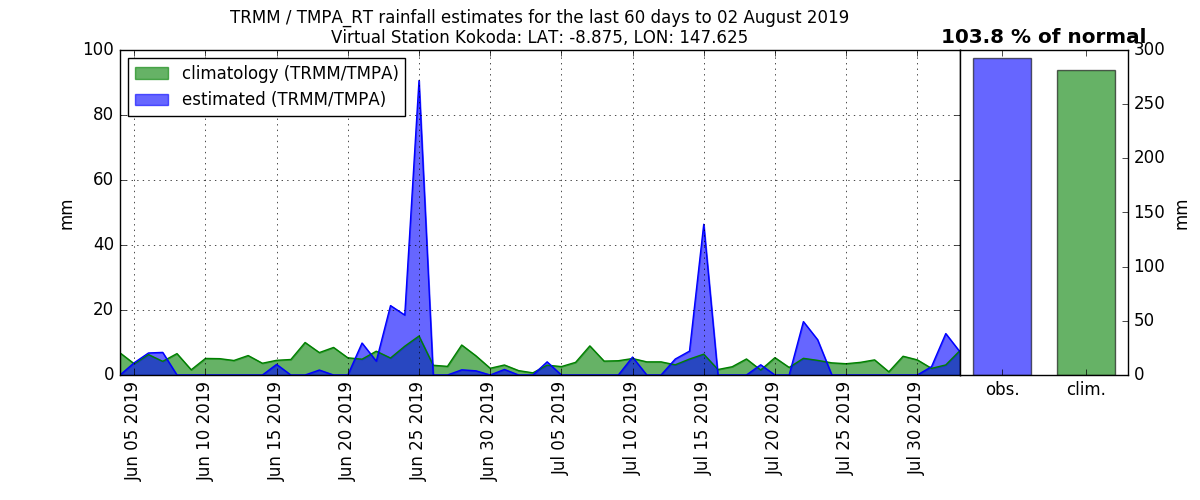 TRMM / TMPA_RT rainfall estimates for the last 60 days to 02 August 2019
Virtual Station Kokoda: LAT: -8.875, LON: 147.625
103.8 % of normal
climatology (TRMM/TMPA)
estimated (TRMM/TMPA)
100
80
60
40
20
0
mm
300
250
200
150
100
50
0
mm
Jun 05 2019
Jun 10 2019
Jun 15 2019
Jun 20 2019
Jun 25 2019
Jun 30 2019
Jul 05 2019
Jul 10 2019
Jul 15 2019
Jul 20 2019
Jul 25 2019
Jul 30 2019
obs.
clim.